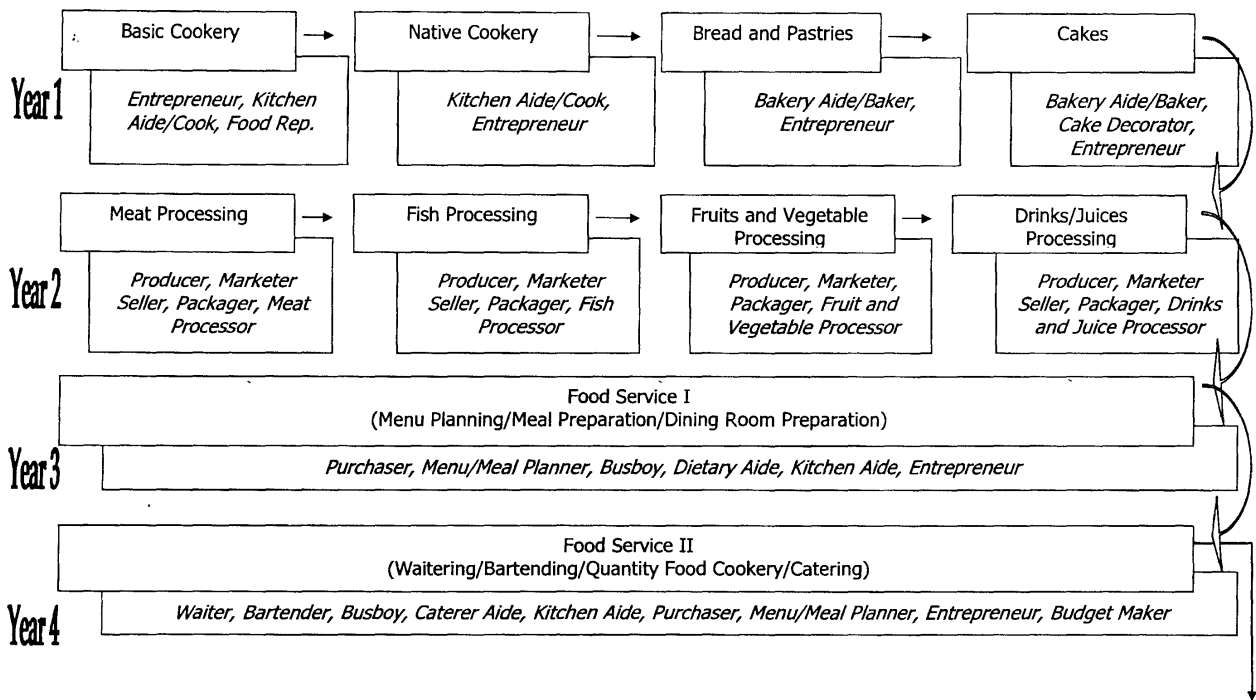 Year 1
Basic Cookery
Entrepreneur, Kitchen
Aide/Cook, Food Rep.
Native Cookery
Kitchen Aide/Cook,
Entrepreneur
Bread and Pastries
Bakery Aide/Baker,
Entrepreneur
Cakes
Bakery Aide/Baker,
Cake Decorator,
Entrepreneur
Year 2
Meat Processing
Producer, Marketer
Seller, Packager, Meat
Processor
Fish Processing
Producer, Marketer
Seller, Packager, Fish
Processor
Fruits and Vegetable
Processing
Producer, Marketer,
Packager, Fruit and
Vegetable Processor
Drinks/Juices
Processing
Producer, Marketer
Seller, Packager, Drinks
and Juice Processor
Year 3
Food Service I
(Menu Planning/Meal Preparation/Dining Room Preparation)
Purchaser, Menu/Meal Planner, Busboy, Dietary Aide, Kitchen Aide, Entrepreneur
Year 4
Food Service II
(Waitering/Bartending/Quantity Food Cookery/Catering)
Waiter, Bartender, Busboy, Caterer Aide, Kitchen Aide, Purchaser, Menu/Meal Planner, Entrepreneur, Budget Maker